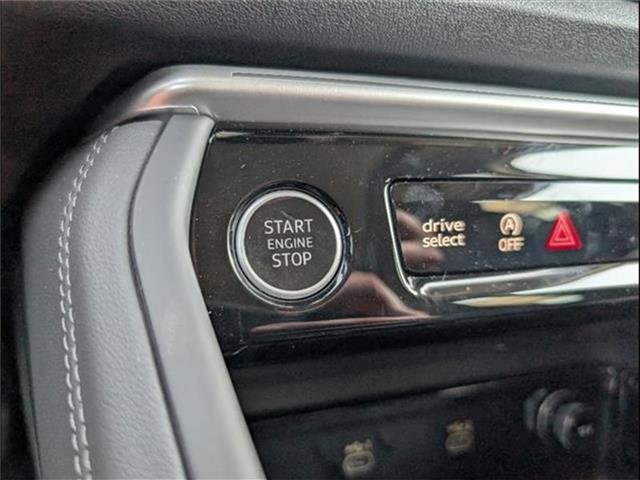 START
ENGINE
STOP
drive
select
A
OFF